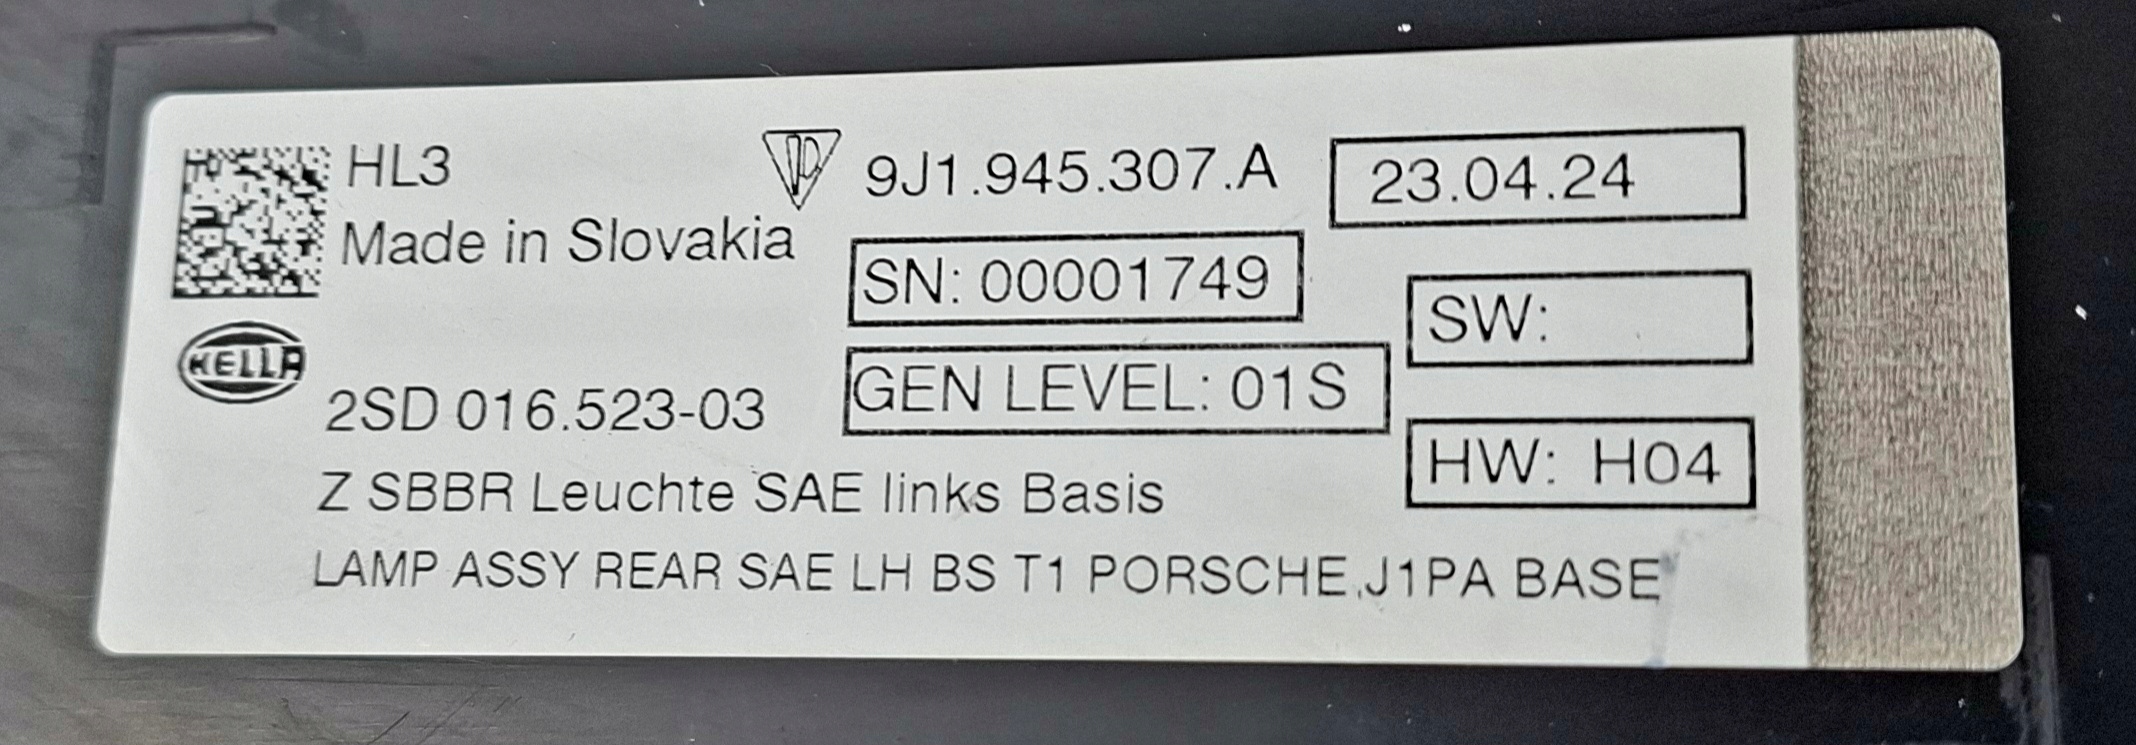 HL3
9J1.945.307.A
23.04.24
Made in Slovakia
SN: 00001749
SW:
HELLA
2SD 016.523-03
GEN LEVEL: 01S
HW: H04
Z SBBR Leuchte SAE links Basis
LAMP ASSY REAR SAE LH BS T1 PORSCHE J1PA BASE